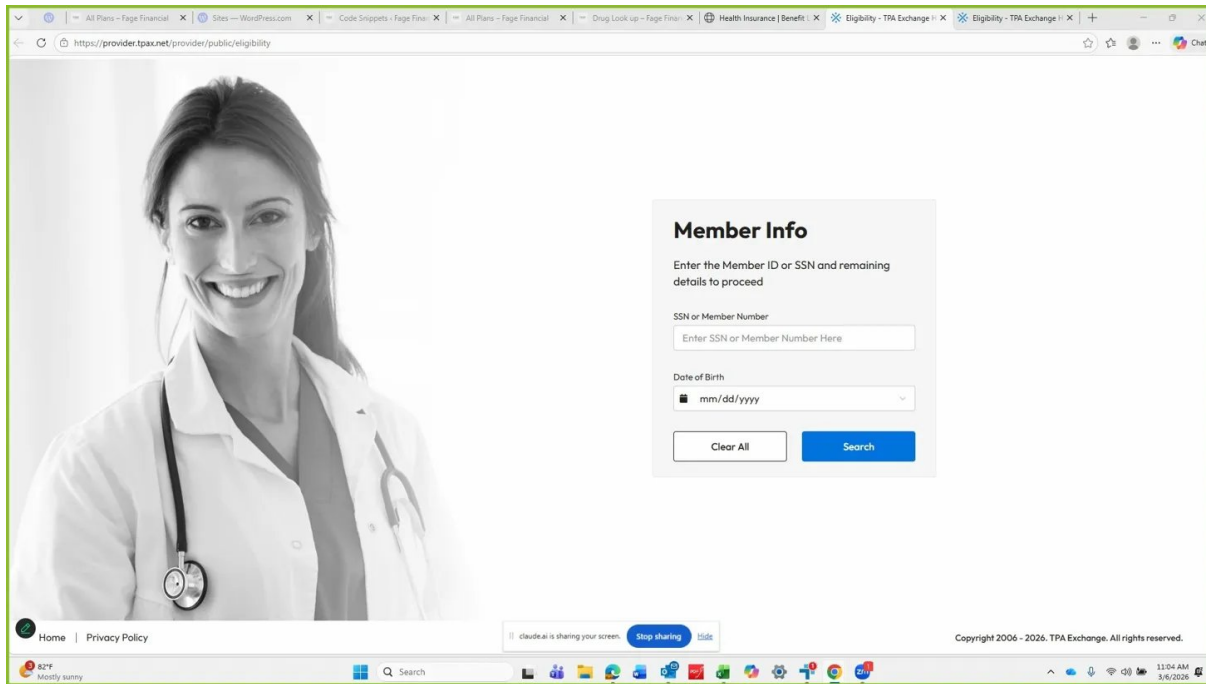 All Plans – Fage Financial
Sites — WordPress.com
Code Snippets ‹ Fage Finan
All Plans – Fage Financial
Drug Look up – Fage Finan
Health Insurance | Benefit
Eligibility - TPA Exchange
Eligibility - TPA Exchange
https://provider.tpax.net/provider/public/eligibility
Chat
Member Info
Enter the Member ID or SSN and remaining
details to proceed
SSN or Member Number
Enter SSN or Member Number Here
Date of Birth
mm/dd/yyyy
Clear All
Search
Home | Privacy Policy
claude.ai is sharing your screen.
Stop sharing
Hide
Copyright 2006 - 2026. TPA Exchange. All rights reserved.
82°F
Mostly sunny
Search
11:04 AM
3/6/2026